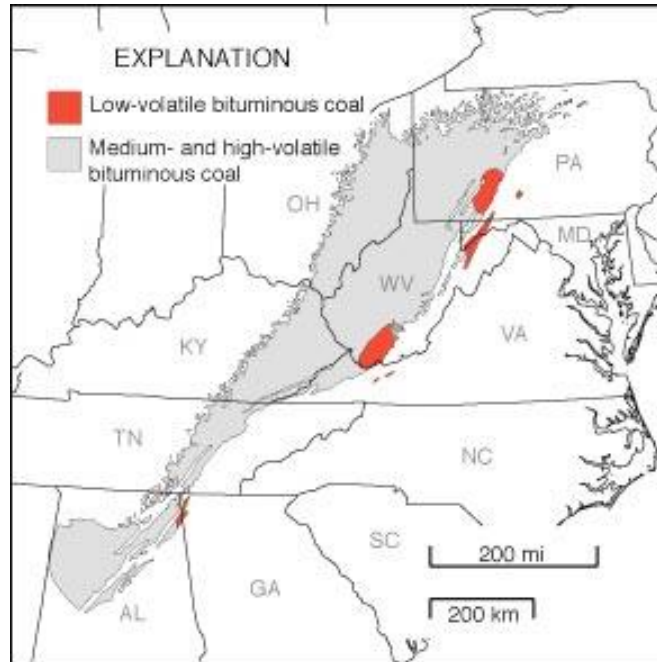 EXPLANATION
Low-volatile bituminous coal
Medium- and high-volatile
bituminous coal
PA
OH
MD
WV
VA
KY
TN
NC
SC
AL
GA
200 mi
200 km